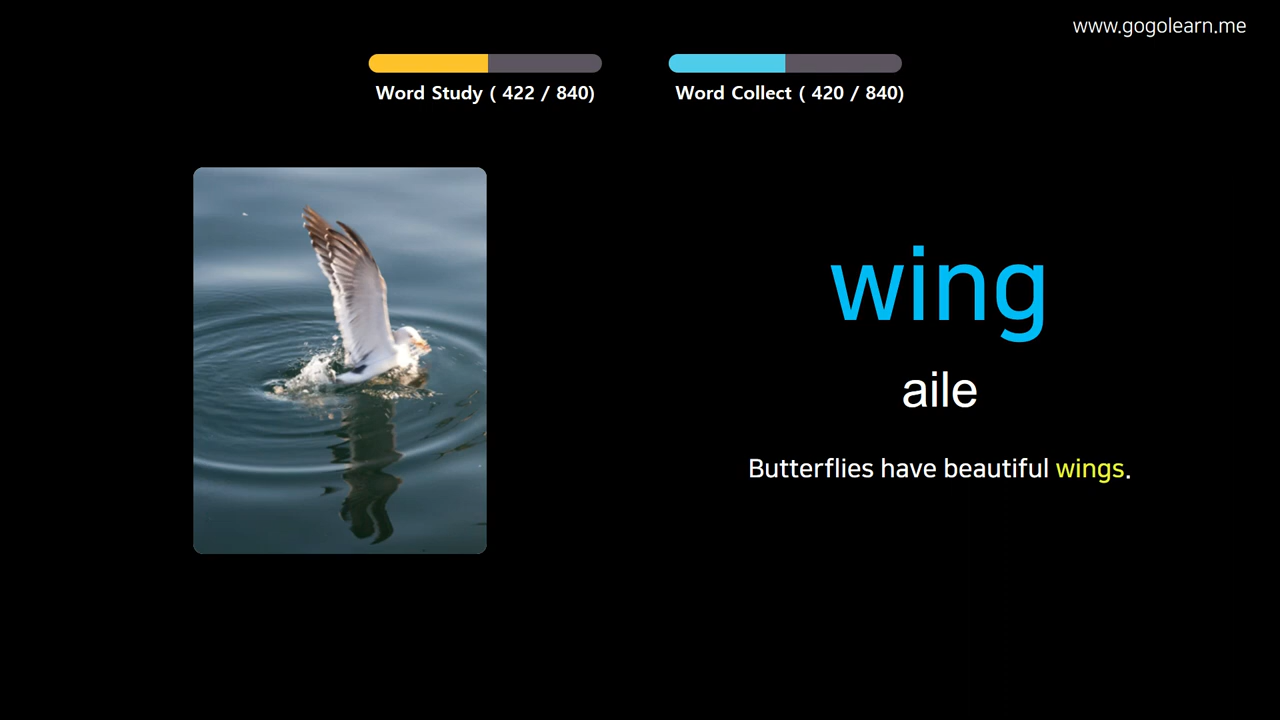 www.gogolearn.me
Word Study ( 422 / 840)
Word Collect ( 420 / 840)
wing
aile
Butterflies have beautiful wings.